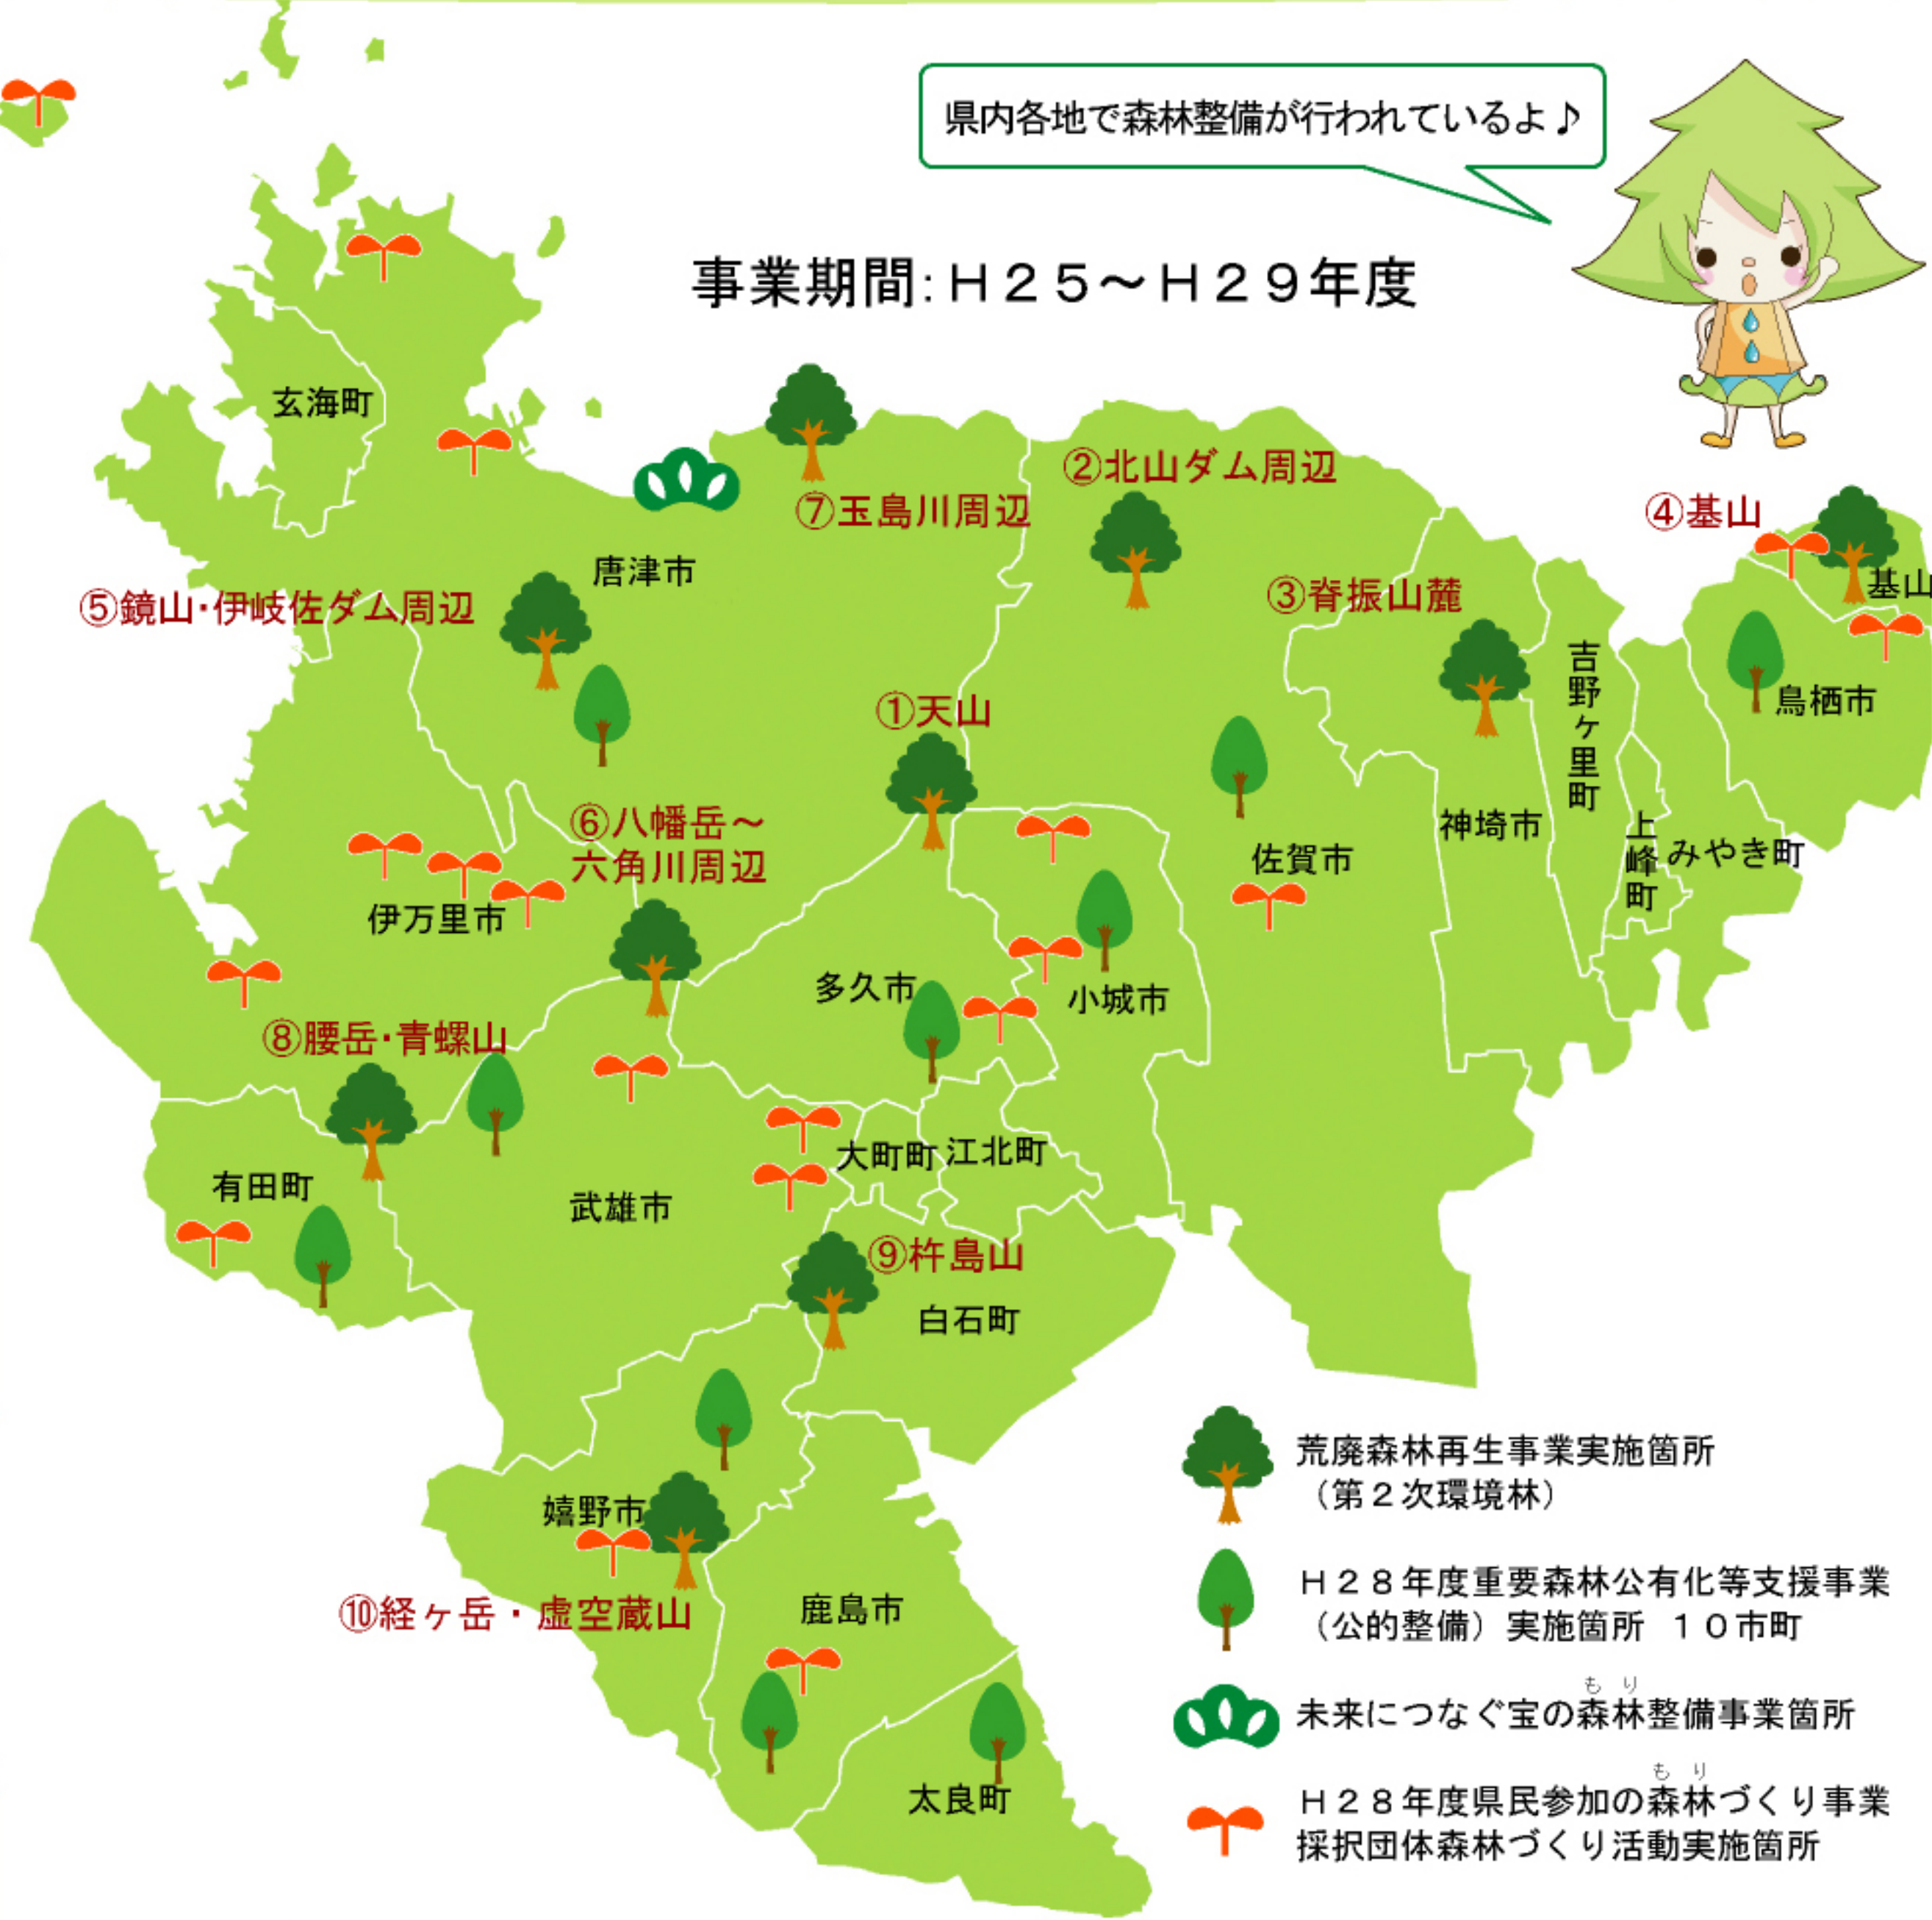 県内各地で森林整備が行われているよ♪
事業期間:Ｈ２５～Ｈ２９年度
玄海町
②北山ダム周辺
⑦玉島川周辺
④基山
唐津市
基山
⑤鏡山・伊岐佐ダム周辺
③脊振山麓
吉野ヶ里町
鳥栖市
①天山
⑥八幡岳～
六角川周辺
神埼市
上峰町
みやき町
佐賀市
伊万里市
多久市
小城市
⑧腰岳・青螺山
大町町
江北町
有田町
武雄市
⑨杵島山
白石町
嬉野市
⑩経ヶ岳・虚空蔵山
鹿島市
太良町
荒廃森林再生事業実施箇所
（第２次環境林）
Ｈ２８年度重要森林公有化等支援事業
（公的整備）実施箇所 １０市町
もり
未来につなぐ宝の森林整備事業箇所
もり
Ｈ２８年度県民参加の森林づくり事業
採択団体森林づくり活動実施箇所